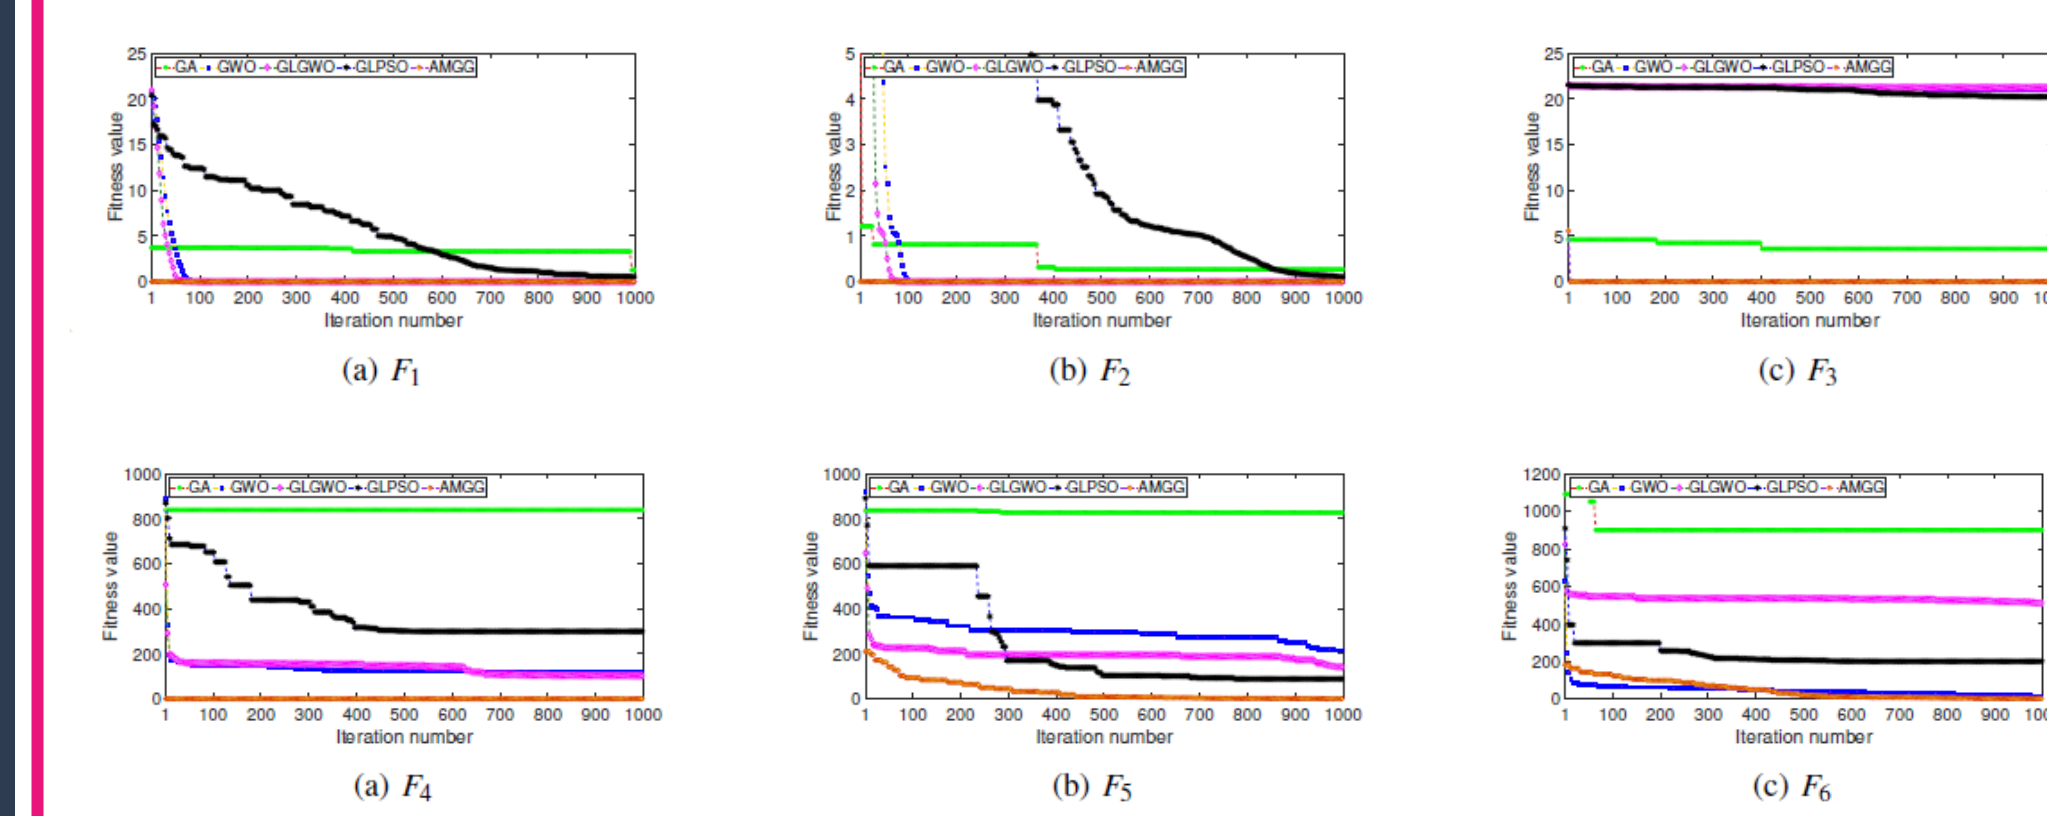 25
20
15
10
5
0
Fitness value
GA GWO GLGWO GLPSO AMGG
1 100 200 300 400 500 600 700 800 900 1000
Iteration number
(a) F1
5
4
3
2
1
0
Fitness value
GA GWO GLGWO GLPSO AMGG
1 100 200 300 400 500 600 700 800 900 1000
Iteration number
(b) F2
25
20
15
10
5
0
Fitness value
GA GWO GLGWO GLPSO AMGG
1 100 200 300 400 500 600 700 800 900
Iteration number
(c) F3
1000
800
600
400
200
0
Fitness value
GA GWO GLGWO GLPSO AMGG
1 100 200 300 400 500 600 700 800 900 1000
Iteration number
(a) F4
1000
800
600
400
200
0
Fitness value
GA GWO GLGWO GLPSO AMGG
1 100 200 300 400 500 600 700 800 900 1000
Iteration number
(b) F5
1200
1000
800
600
400
200
0
Fitness value
GA GWO GLGWO GLPSO AMGG
1 100 200 300 400 500 600 700 800 900
Iteration number
(c) F6